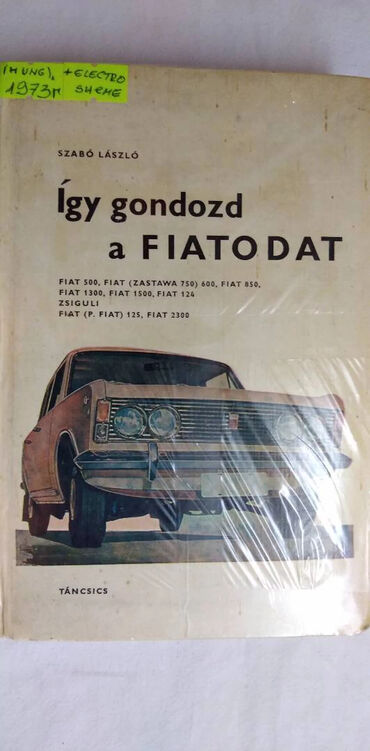 (HUNG), + ELECTRO
1973г SHEME
SZABÓ LÁSZLÓ
Így gondozd
a FIATODAT
FIAT 500, FIAT (ZASTAWA 750) 600, FIAT 850,
FIAT 1300, FIAT 1500, FIAT 124
ZSIGULI
FIAT (P. FIAT) 125, FIAT 2300
TÁNCSICS